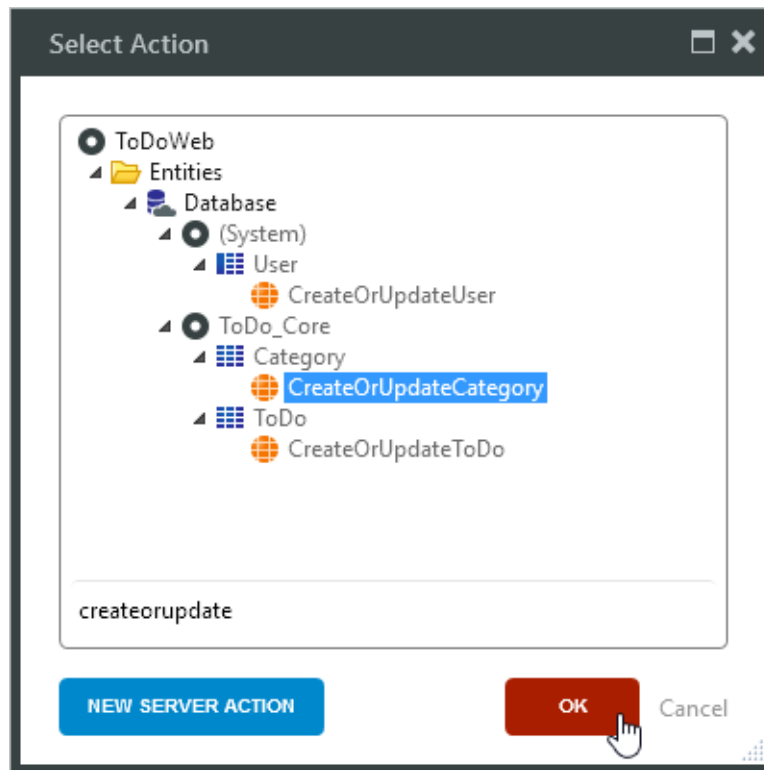 Select Action
ToDoWeb
Entities
Database
(System)
User
CreateOrUpdateUser
ToDo_Core
Category
CreateOrUpdateCategory
ToDo
CreateOrUpdateToDo
createorupdate
NEW SERVER ACTION
OK
Cancel